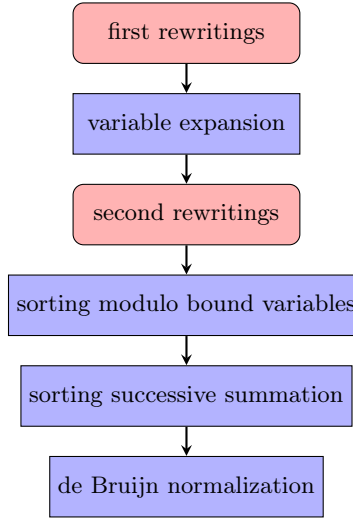 first rewritings
variable expansion
second rewritings
sorting modulo bound variables
sorting successive summation
de Bruijn normalization